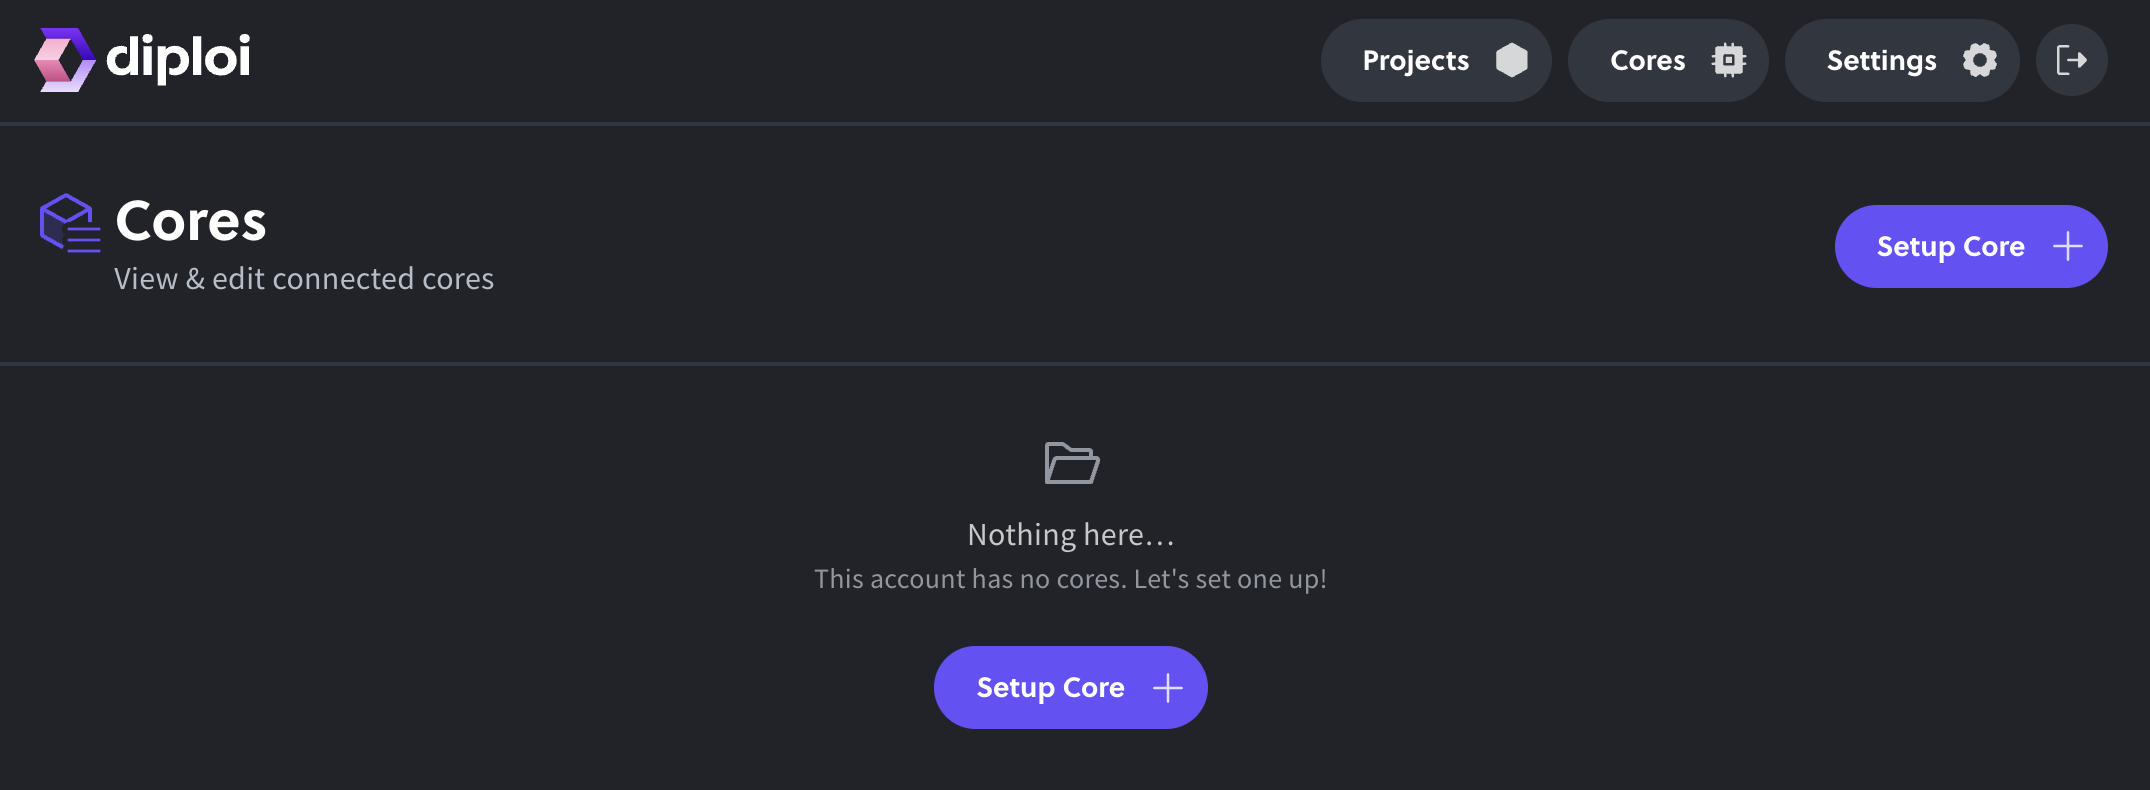 diploi
Projects
Cores
Settings
Cores
View & edit connected cores
Setup Core
Nothing here...
This account has no cores. Let's set one up!
Setup Core